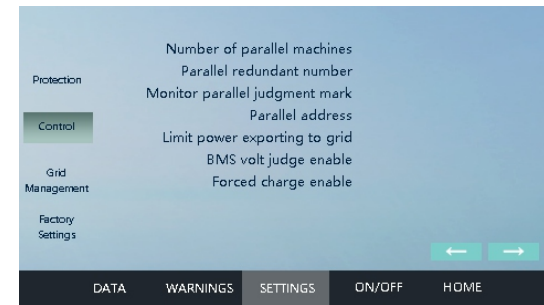 Number of parallel machines
Parallel redundant number
Monitor parallel judgment mark
Parallel address
Limit power exporting to grid
BMS volt judge enable
Forced charge enable
Protection
Control
Grid
Management
Factory
Settings
← →
DATA WARNINGS SETTINGS ON/OFF HOME